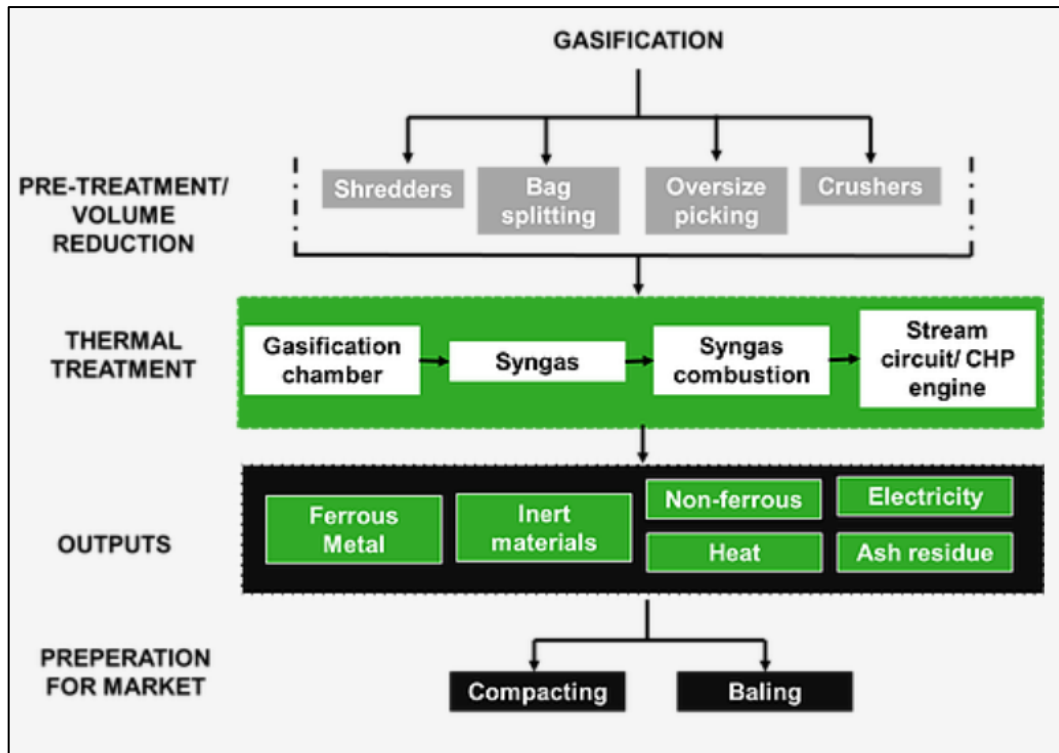 GASIFICATION
PRE-TREATMENT/
VOLUME
REDUCTION
Shredders
Bag
splitting
Oversize
picking
Crushers
THERMAL
TREATMENT
Gasification
chamber
Syngas
Syngas
combustion
Stream
circuit/ CHP
engine
OUTPUTS
Ferrous
Metal
Inert
materials
Non-ferrous
Heat
Electricity
Ash residue
PREPERATION
FOR MARKET
Compacting
Baling